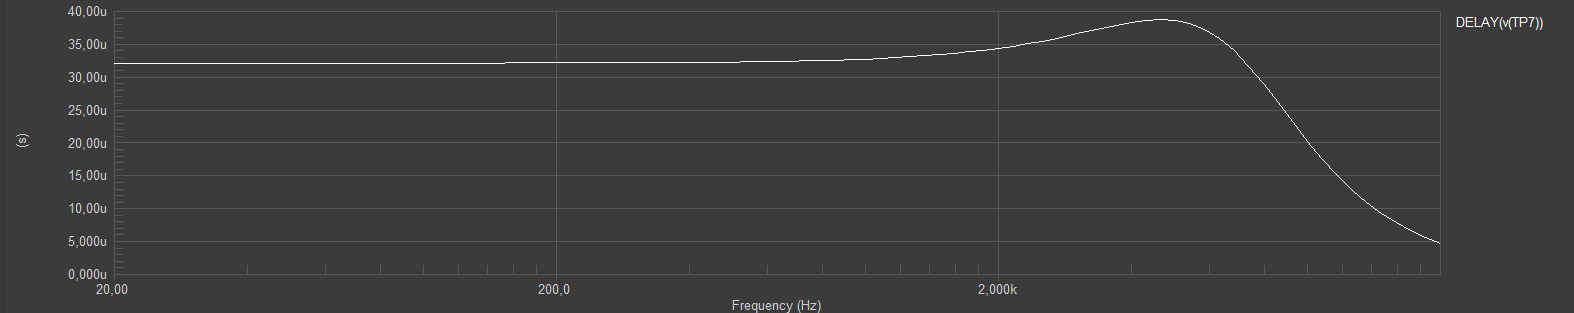 40,00u
DELAY(v(TP7))
35,00u
30,00u
25,00u
(s)
20,00u
15,00u
10,00u
5,000u
0,000u
20,00
200,0
2,000k
Frequency (Hz)